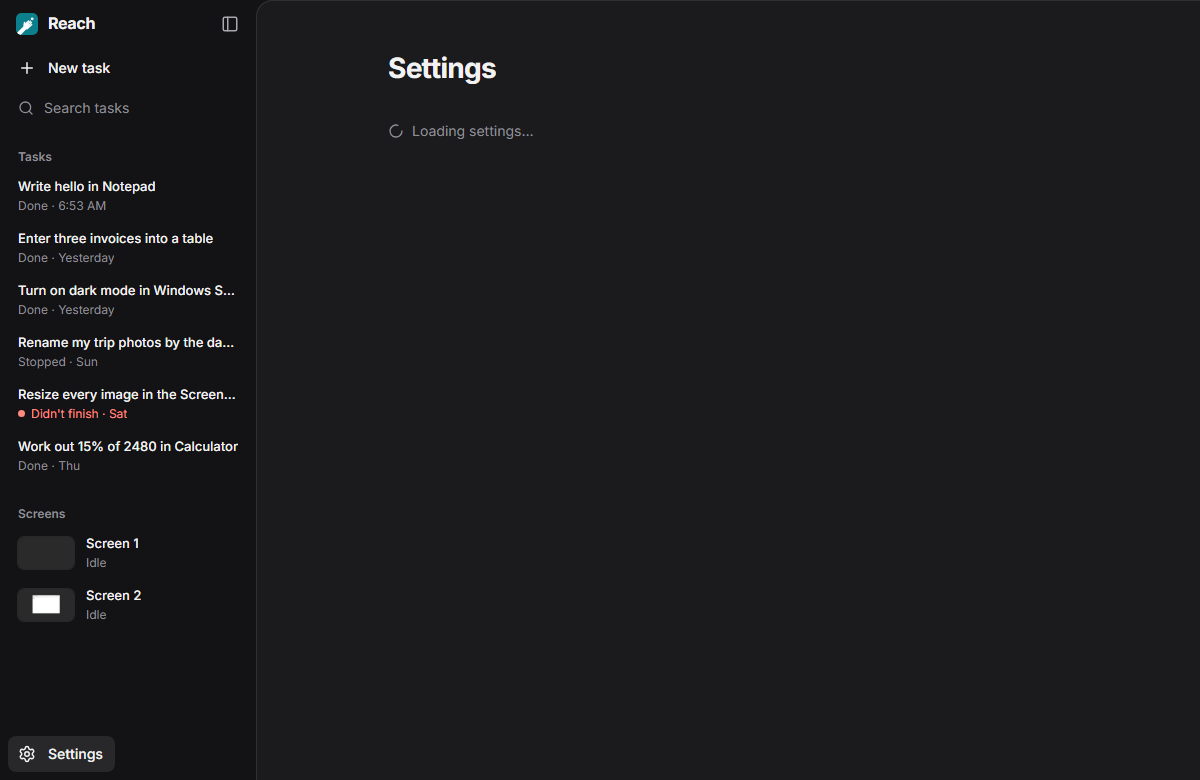 Reach
New task
Search tasks
Tasks
Write hello in Notepad
Done · 6:53 AM
Enter three invoices into a table
Done · Yesterday
Turn on dark mode in Windows S...
Done · Yesterday
Rename my trip photos by the da...
Stopped · Sun
Resize every image in the Screen...
Didn't finish · Sat
Work out 15% of 2480 in Calculator
Done · Thu
Screens
Screen 1
Idle
Screen 2
Idle
Settings
Settings
Loading settings...